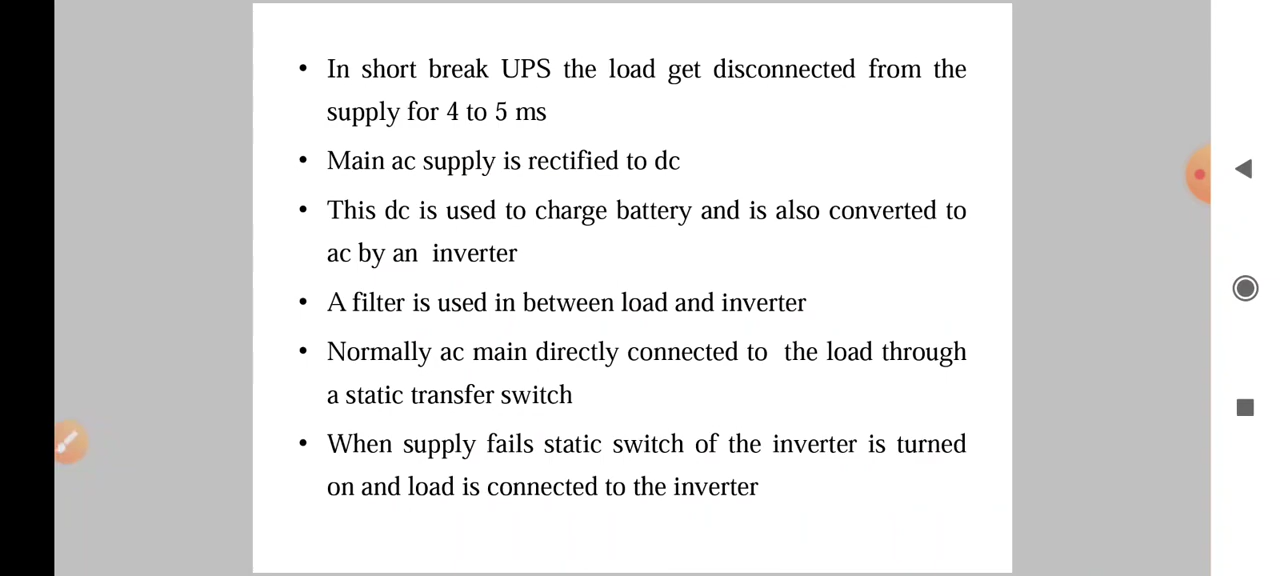 • In short break UPS the load get disconnected from the
supply for 4 to 5 ms
• Main ac supply is rectified to dc
• This dc is used to charge battery and is also converted to
ac by an inverter
• A filter is used in between load and inverter
• Normally ac main directly connected to the load through
a static transfer switch
• When supply fails static switch of the inverter is turned
on and load is connected to the inverter